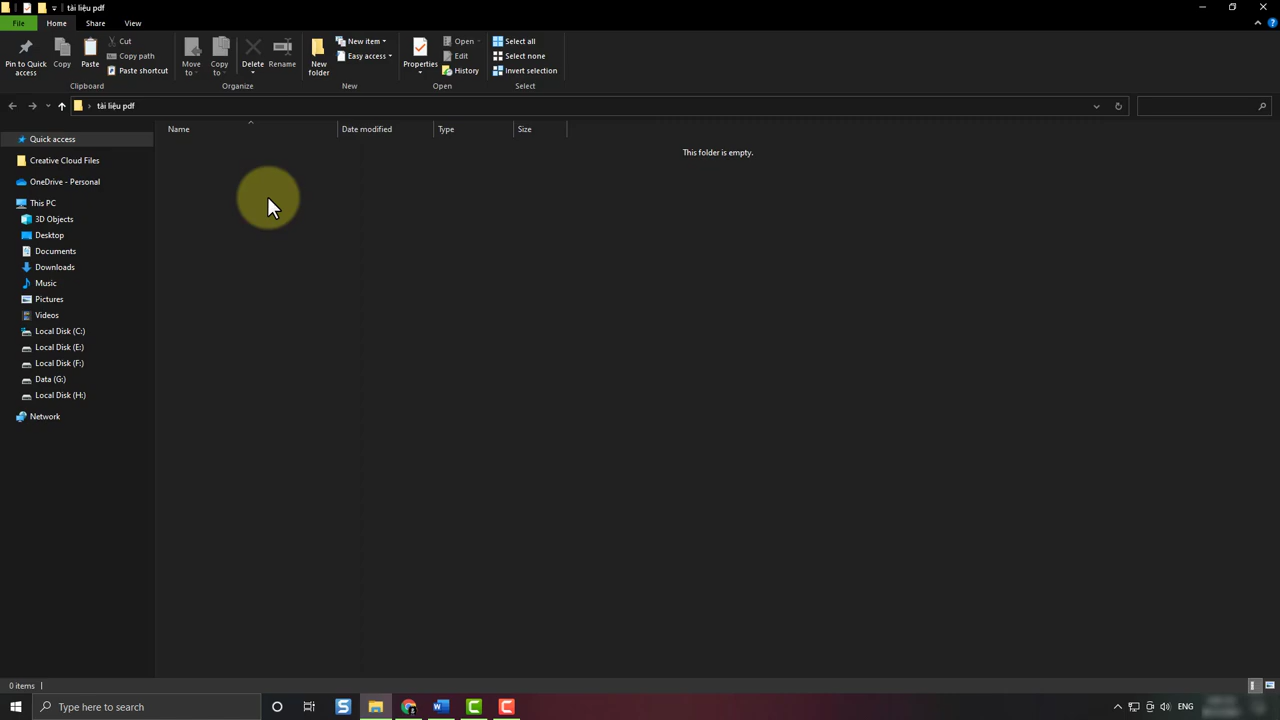 tài liệu pdf
File Home Share View
Pin to Quick access
Copy
Paste
Cut
Copy path
Paste shortcut
Clipboard
Move to
Copy to
Delete
Rename
Organize
New folder
New item
Easy access
New
Properties
Open
Edit
History
Open
Select all
Select none
Invert selection
Select
tài liệu pdf
Name Date modified Type Size
This folder is empty.
Quick access
Creative Cloud Files
OneDrive - Personal
This PC
3D Objects
Desktop
Documents
Downloads
Music
Pictures
Videos
Local Disk (C:)
Local Disk (E:)
Local Disk (F:)
Data (G:)
Local Disk (H:)
Network
0 items
Type here to search
ENG